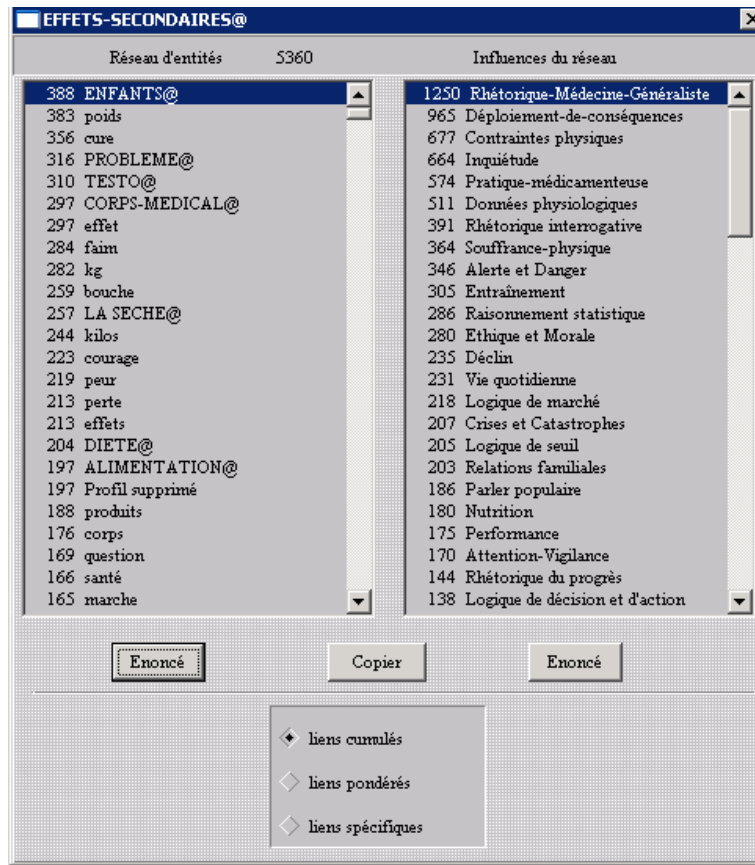 EFFETS-SECONDAIRES@
Réseau d'entités 5360
Influences du réseau
388 ENFANTS@
383 poids
356 cure
316 PROBLEME@
310 TESTO@
297 CORPS-MEDICAL@
297 effet
284 faim
282 kg
259 bouche
257 LA SECHE@
244 kilos
223 courage
219 peur
213 perte
213 effets
204 DIETE@
197 ALIMENTATION@
197 Profil supprimé
188 produits
176 corps
169 question
166 santé
165 marche
1250 Rhétorique-Médecine-Généraliste
965 Déploiement-de-conséquences
677 Contraintes physiques
664 Inquiétude
574 Pratique-médicamenteuse
511 Données physiologiques
391 Rhétorique interrogative
364 Souffrance-physique
346 Alerte et Danger
305 Entraînement
286 Raisonnement statistique
280 Ethique et Morale
235 Déclin
231 Vie quotidienne
218 Logique de marché
207 Crises et Catastrophes
205 Logique de seuil
203 Relations familiales
186 Parler populaire
180 Nutrition
175 Performance
170 Attention-Vigilance
144 Rhétorique du progrès
138 Logique de décision et d'action
Enoncé
Copier
Enoncé
liens cumulés
liens pondérés
liens spécifiques